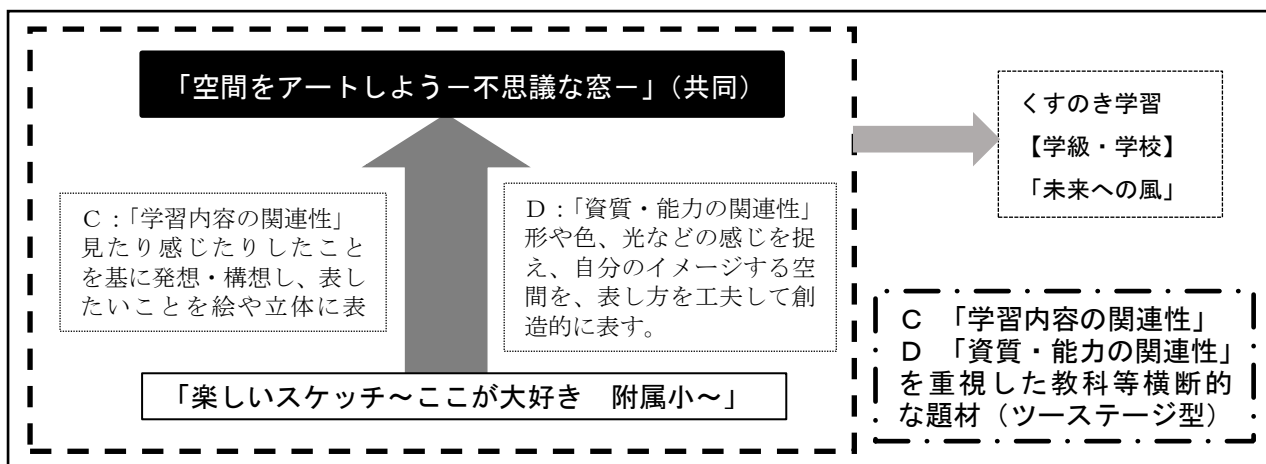 「空間をアートしよう－不思議な窓－」（共同）
Ｃ：「学習内容の関連性」
見たり感じたりしたこと
を基に発想・構想し、表し
たいことを絵や立体に表
Ｄ：「資質・能力の関連性」
形や色、光などの感じを捉
え、自分のイメージする空
間を、表し方を工夫して創
造的に表す。
「楽しいスケッチ～ここが大好き　附属小～」
くすのき学習
【学級・学校】
「未来への風」
Ｃ　「学習内容の関連性」
Ｄ　「資質・能力の関連性」
を重視した教科等横断的
な題材（ツーステージ型）